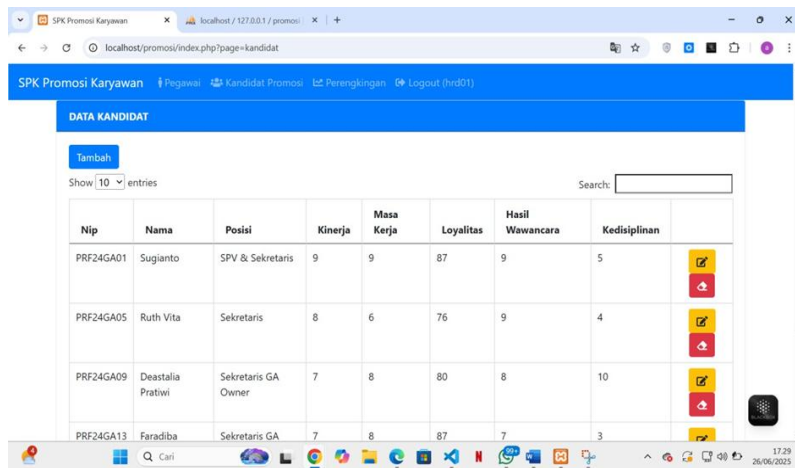 SPK Promosi Karyawan
localhost / 127.0.0.1 / promosi
localhost/promosi/index.php?page=kandidat
SPK Promosi Karyawan Pegawai Kandidat Promosi Perengkingan Logout (hrd01)
DATA KANDIDAT
Tambah
Show 10 entries
Search:
Nip Nama Posisi Kinerja Masa Kerja Loyalitas Hasil Wawancara Kedisiplinan
PRF24GA01 Sugianto SPV & Sekretaris 9 9 87 9 5
PRF24GA05 Ruth Vita Sekretaris 8 6 76 9 4
PRF24GA09 Deastalia Pratiwi Sekretaris GA Owner 7 8 80 8 10
PRF24GA13 Faradiba Sekretaris GA 7 8 87 7 3
Cari
99+
17.29
26/06/2025